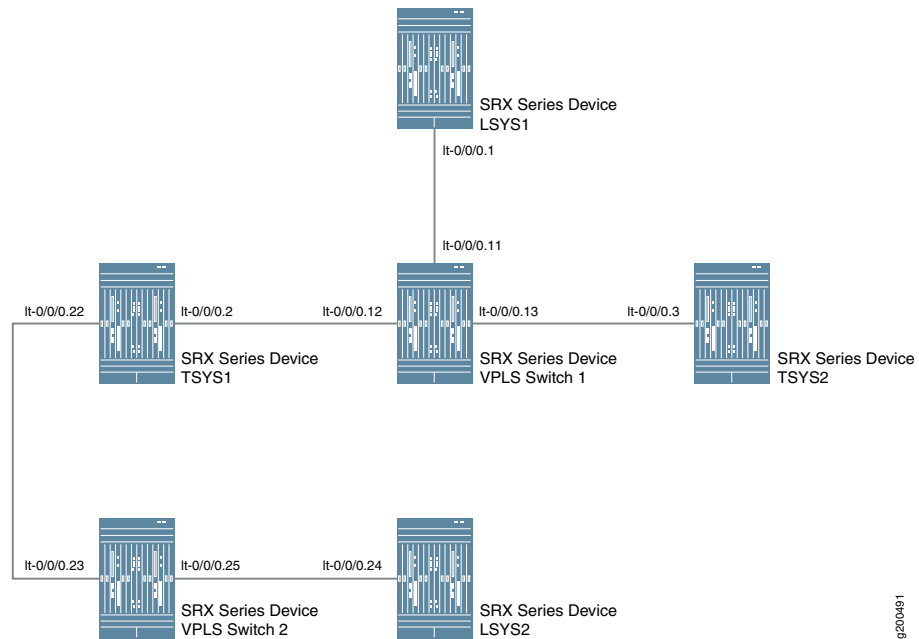 SRX Series Device
LSYS1
lt-0/0/0.1
lt-0/0/0.11
lt-0/0/0.22
lt-0/0/0.2
lt-0/0/0.12
lt-0/0/0.13
lt-0/0/0.3
SRX Series Device
TSYS1
SRX Series Device
VPLS Switch 1
SRX Series Device
TSYS2
lt-0/0/0.23
lt-0/0/0.25
lt-0/0/0.24
SRX Series Device
VPLS Switch 2
SRX Series Device
LSYS2
g200491